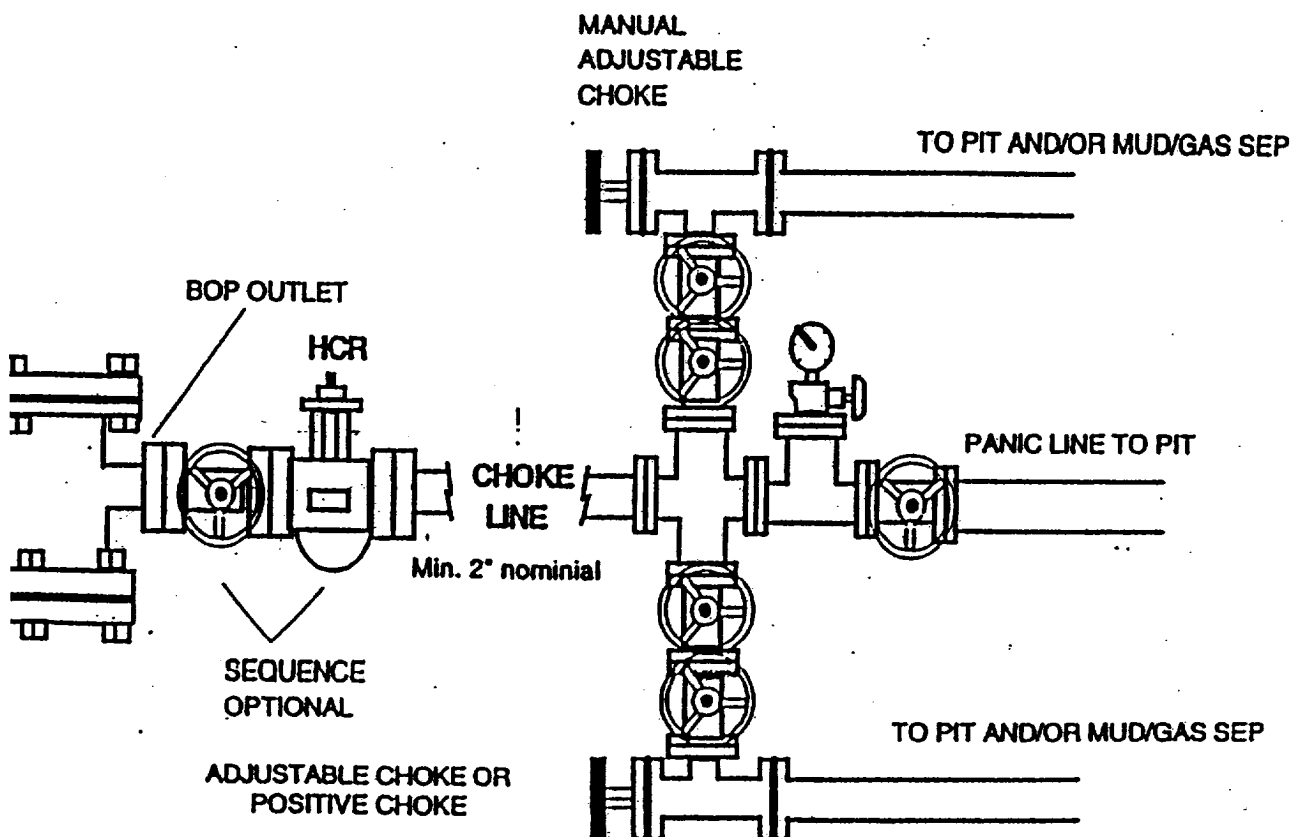 MANUAL
ADJUSTABLE
CHOKE
TO PIT AND/OR MUD/GAS SEP
BOP OUTLET
HCR
PANIC LINE TO PIT
CHOKE
LINE
Min. 2" nominial
SEQUENCE
OPTIONAL
TO PIT AND/OR MUD/GAS SEP
ADJUSTABLE CHOKE OR
POSITIVE CHOKE